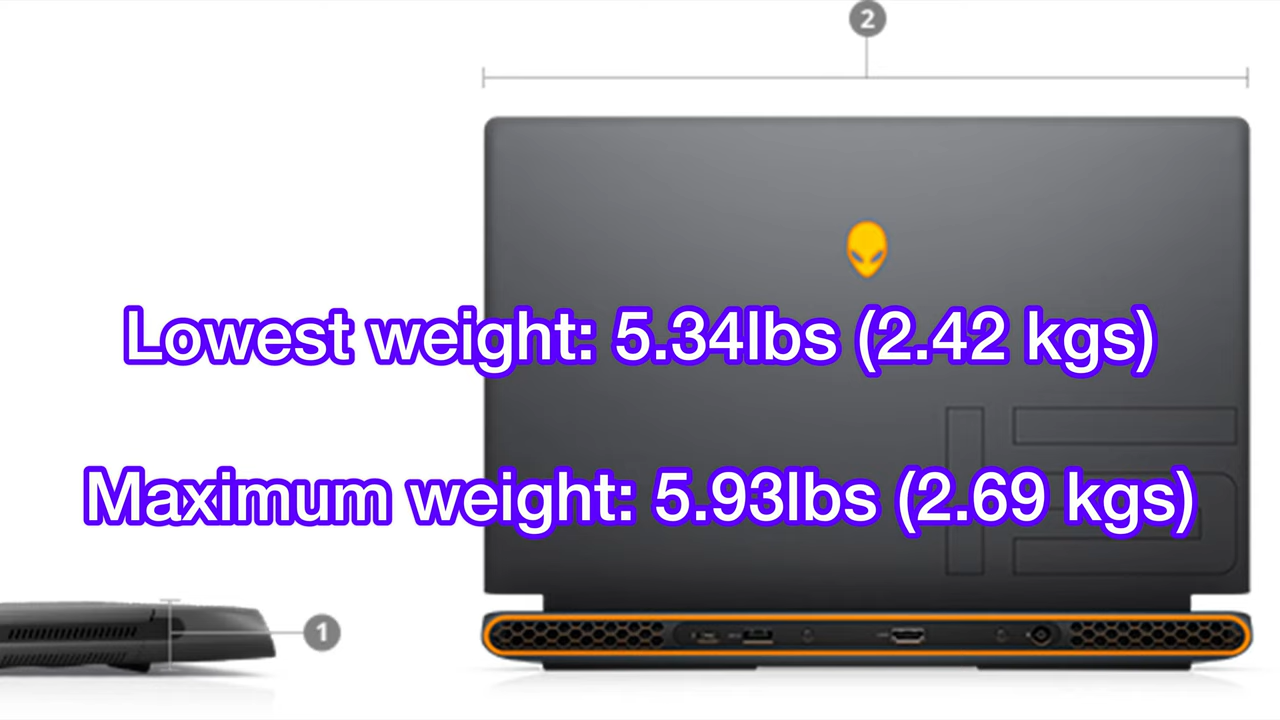 2
Lowest weight: 5.34lbs (2.42 kgs)
Maximum weight: 5.93lbs (2.69 kgs)
1